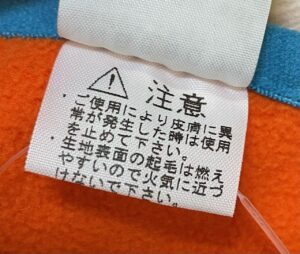 注意
・ご使用により皮膚に異
常が発生した時は使用
を止めて下さい。
・生地表面の起毛は燃え
やすいので火気に近づ
けないで下さい。